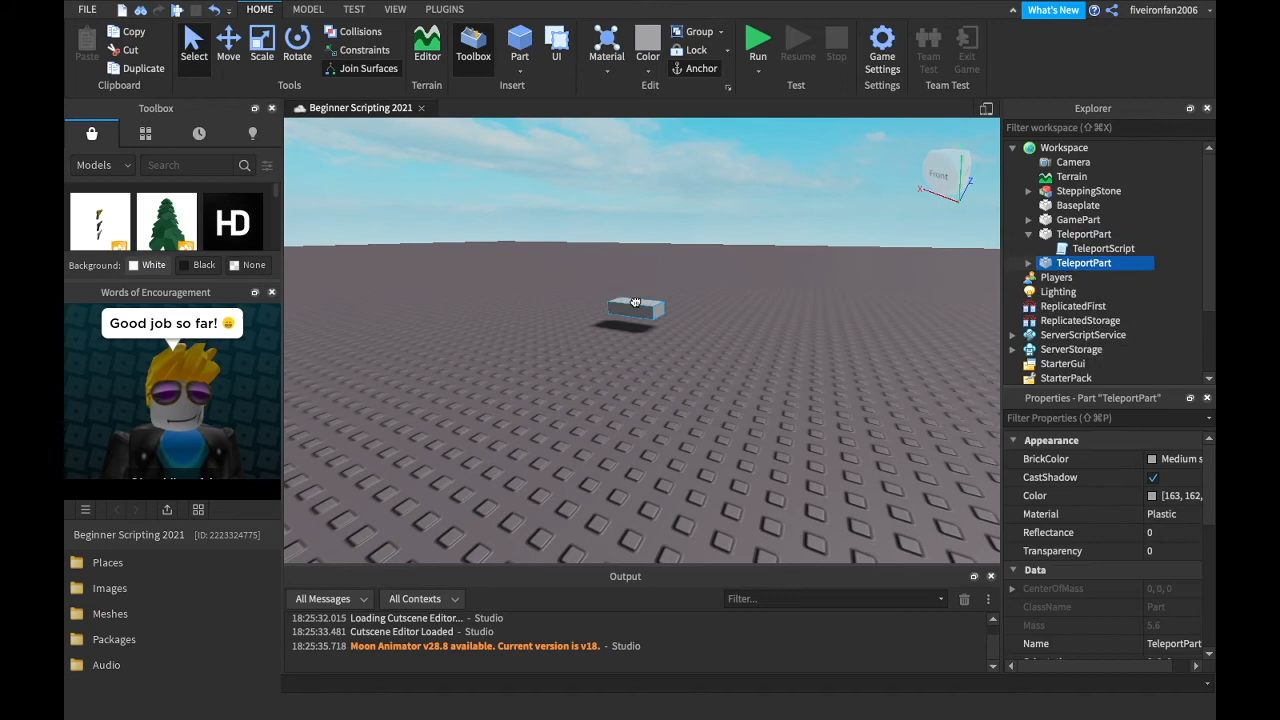 FILE
HOME
MODEL
TEST
VIEW
PLUGINS
What's New
fiveironfan2006
Paste
Copy
Cut
Duplicate
Clipboard
Select
Move
Scale
Rotate
Collisions
Constraints
Join Surfaces
Tools
Editor
Terrain
Toolbox
Part
UI
Insert
Material
Color
Group
Lock
Anchor
Edit
Run
Resume
Stop
Test
Game
Settings
Settings
Team
Test
Exit
Game
Team Test
Toolbox
Models
Search
HD
Background:
White
Black
None
Words of Encouragement
Good job so far! 😀
Beginner Scripting 2021 [ID: 2223324775]
Places
Images
Meshes
Packages
Audio
Beginner Scripting 2021
Front
X
Z
Output
All Messages
All Contexts
Filter...
18:25:32.015 Loading Cutscene Editor... - Studio
18:25:33.481 Cutscene Editor Loaded - Studio
18:25:35.718 Moon Animator v28.8 available. Current version is v18. - Studio
Explorer
Filter workspace (⇧⌘X)
Workspace
Camera
Terrain
SteppingStone
Baseplate
GamePart
TeleportPart
TeleportScript
TeleportPart
Players
Lighting
ReplicatedFirst
ReplicatedStorage
ServerScriptService
ServerStorage
StarterGui
StarterPack
Properties - Part "TeleportPart"
Filter Properties (⇧⌘P)
Appearance
BrickColor Medium s
CastShadow
Color [163, 162,
Material Plastic
Reflectance 0
Transparency 0
Data
CenterOfMass 0, 0, 0
ClassName Part
Mass 5.6
Name TeleportPart